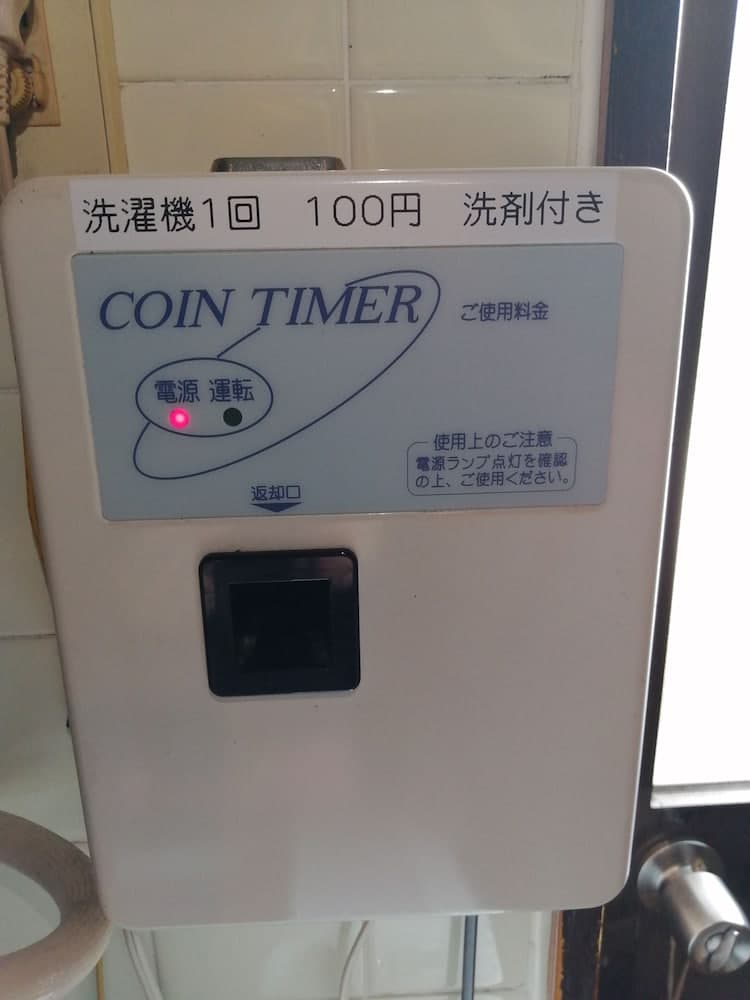 洗濯機1回 100円 洗剤付き
COIN TIMER
ご使用料金
電源 運転
使用上のご注意
電源ランプ点灯を確認
の上、ご使用ください。
返却口